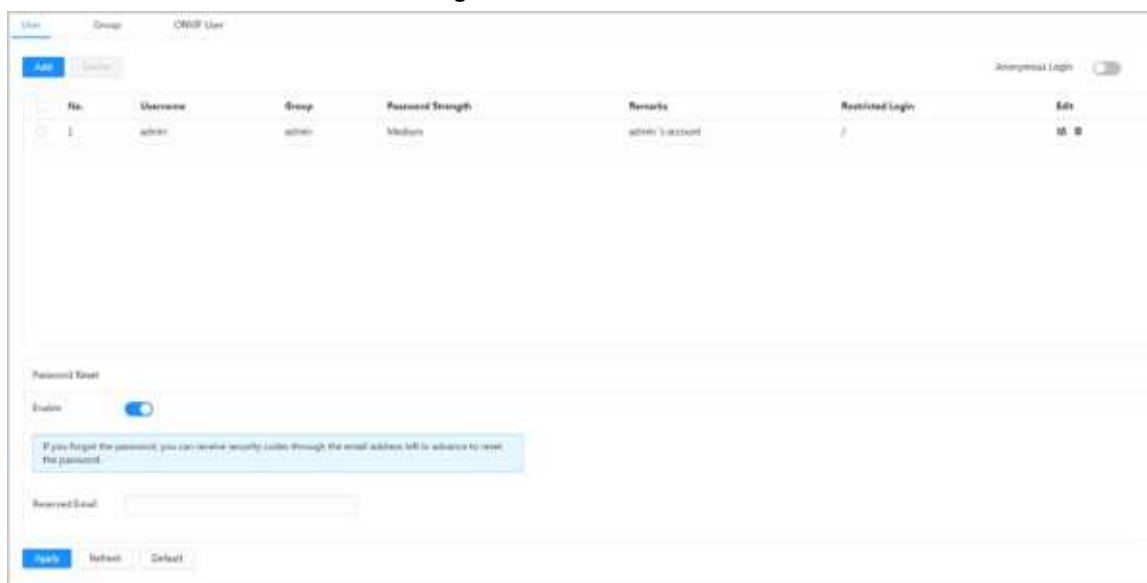 User Group ONVIF User
Add Delete Anonymous Login
No. Username Group Password Strength Remarks Restricted Login Edit
1 admin admin Medium admin 's account /
Password Reset
Enable
If you forgot the password, you can receive security codes through the email address left in advance to reset
the password.
Reserved Email
Apply Refresh Default